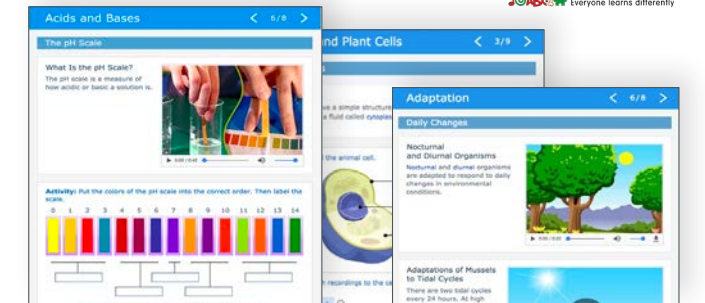 Everyone learns differently
Acids and Bases
< 6/8 >
The pH Scale
What Is the pH Scale?
The pH scale is a measure of
how acidic or basic a solution is.
Activity: Put the colors of the pH scale into the correct order. Then label the
scale.
0 1 2 3 4 5 6 7 8 9 10 11 12 13 14
nd Plant Cells
< 3/9 >
ve a simple structure
a fluid called cytoplas
the animal cell.
recordings to the ce
Adaptation
< 6/8 >
Daily Changes
Nocturnal
and Diurnal Organisms
Nocturnal and diurnal organisms
are adapted to respond to daily
changes in environmental
conditions.
Adaptations of Mussels
to Tidal Cycles
There are two tidal cycles
every 24 hours. At high